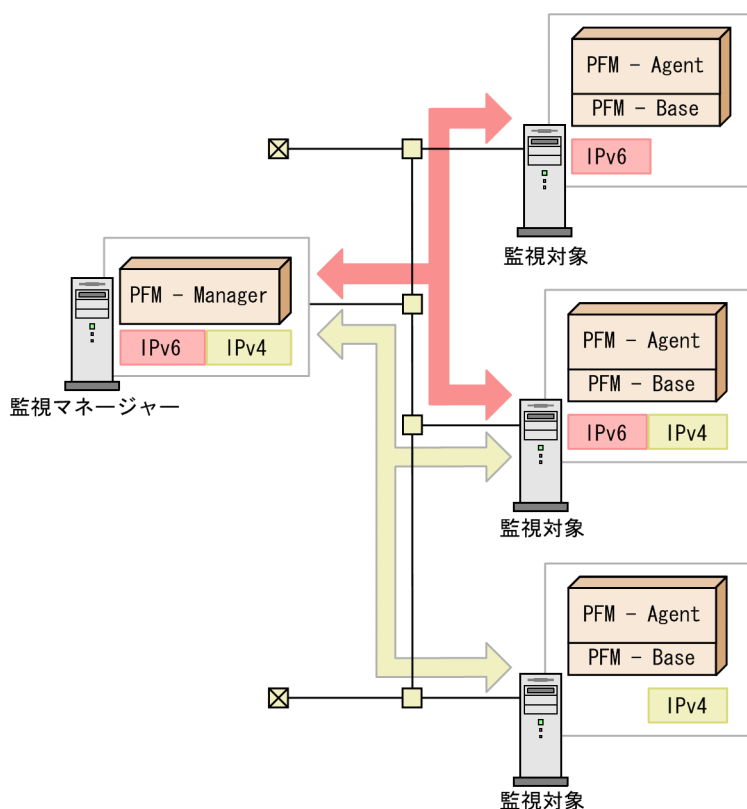 PFM - Agent
PFM - Base
IPv6
監視対象
PFM - Manager
IPv6 IPv4
監視マネージャー
PFM - Agent
PFM - Base
IPv6 IPv4
監視対象
PFM - Agent
PFM - Base
IPv4
監視対象